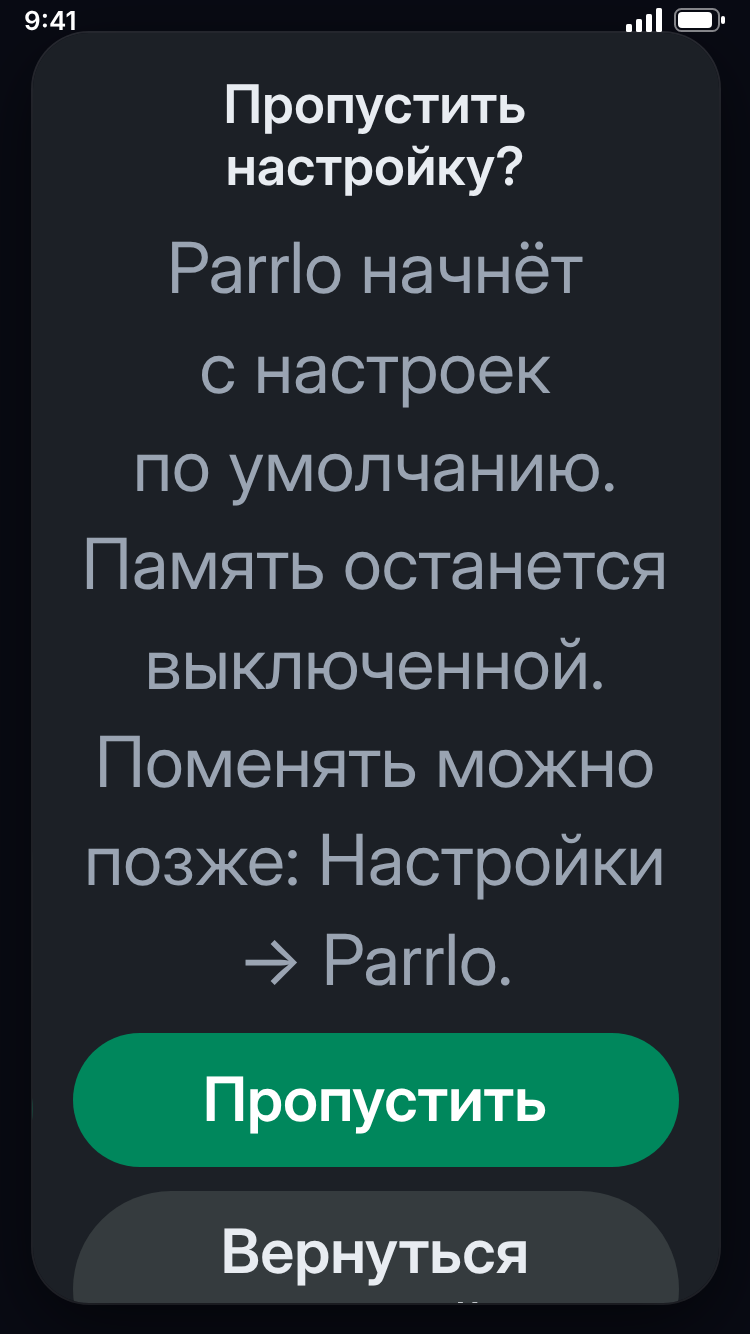 9:41
Пропустить
настройку?
Parrlo начнёт
с настроек
по умолчанию.
Память останется
выключенной.
Поменять можно
позже: Настройки
→ Parrlo.
Пропустить
Вернуться